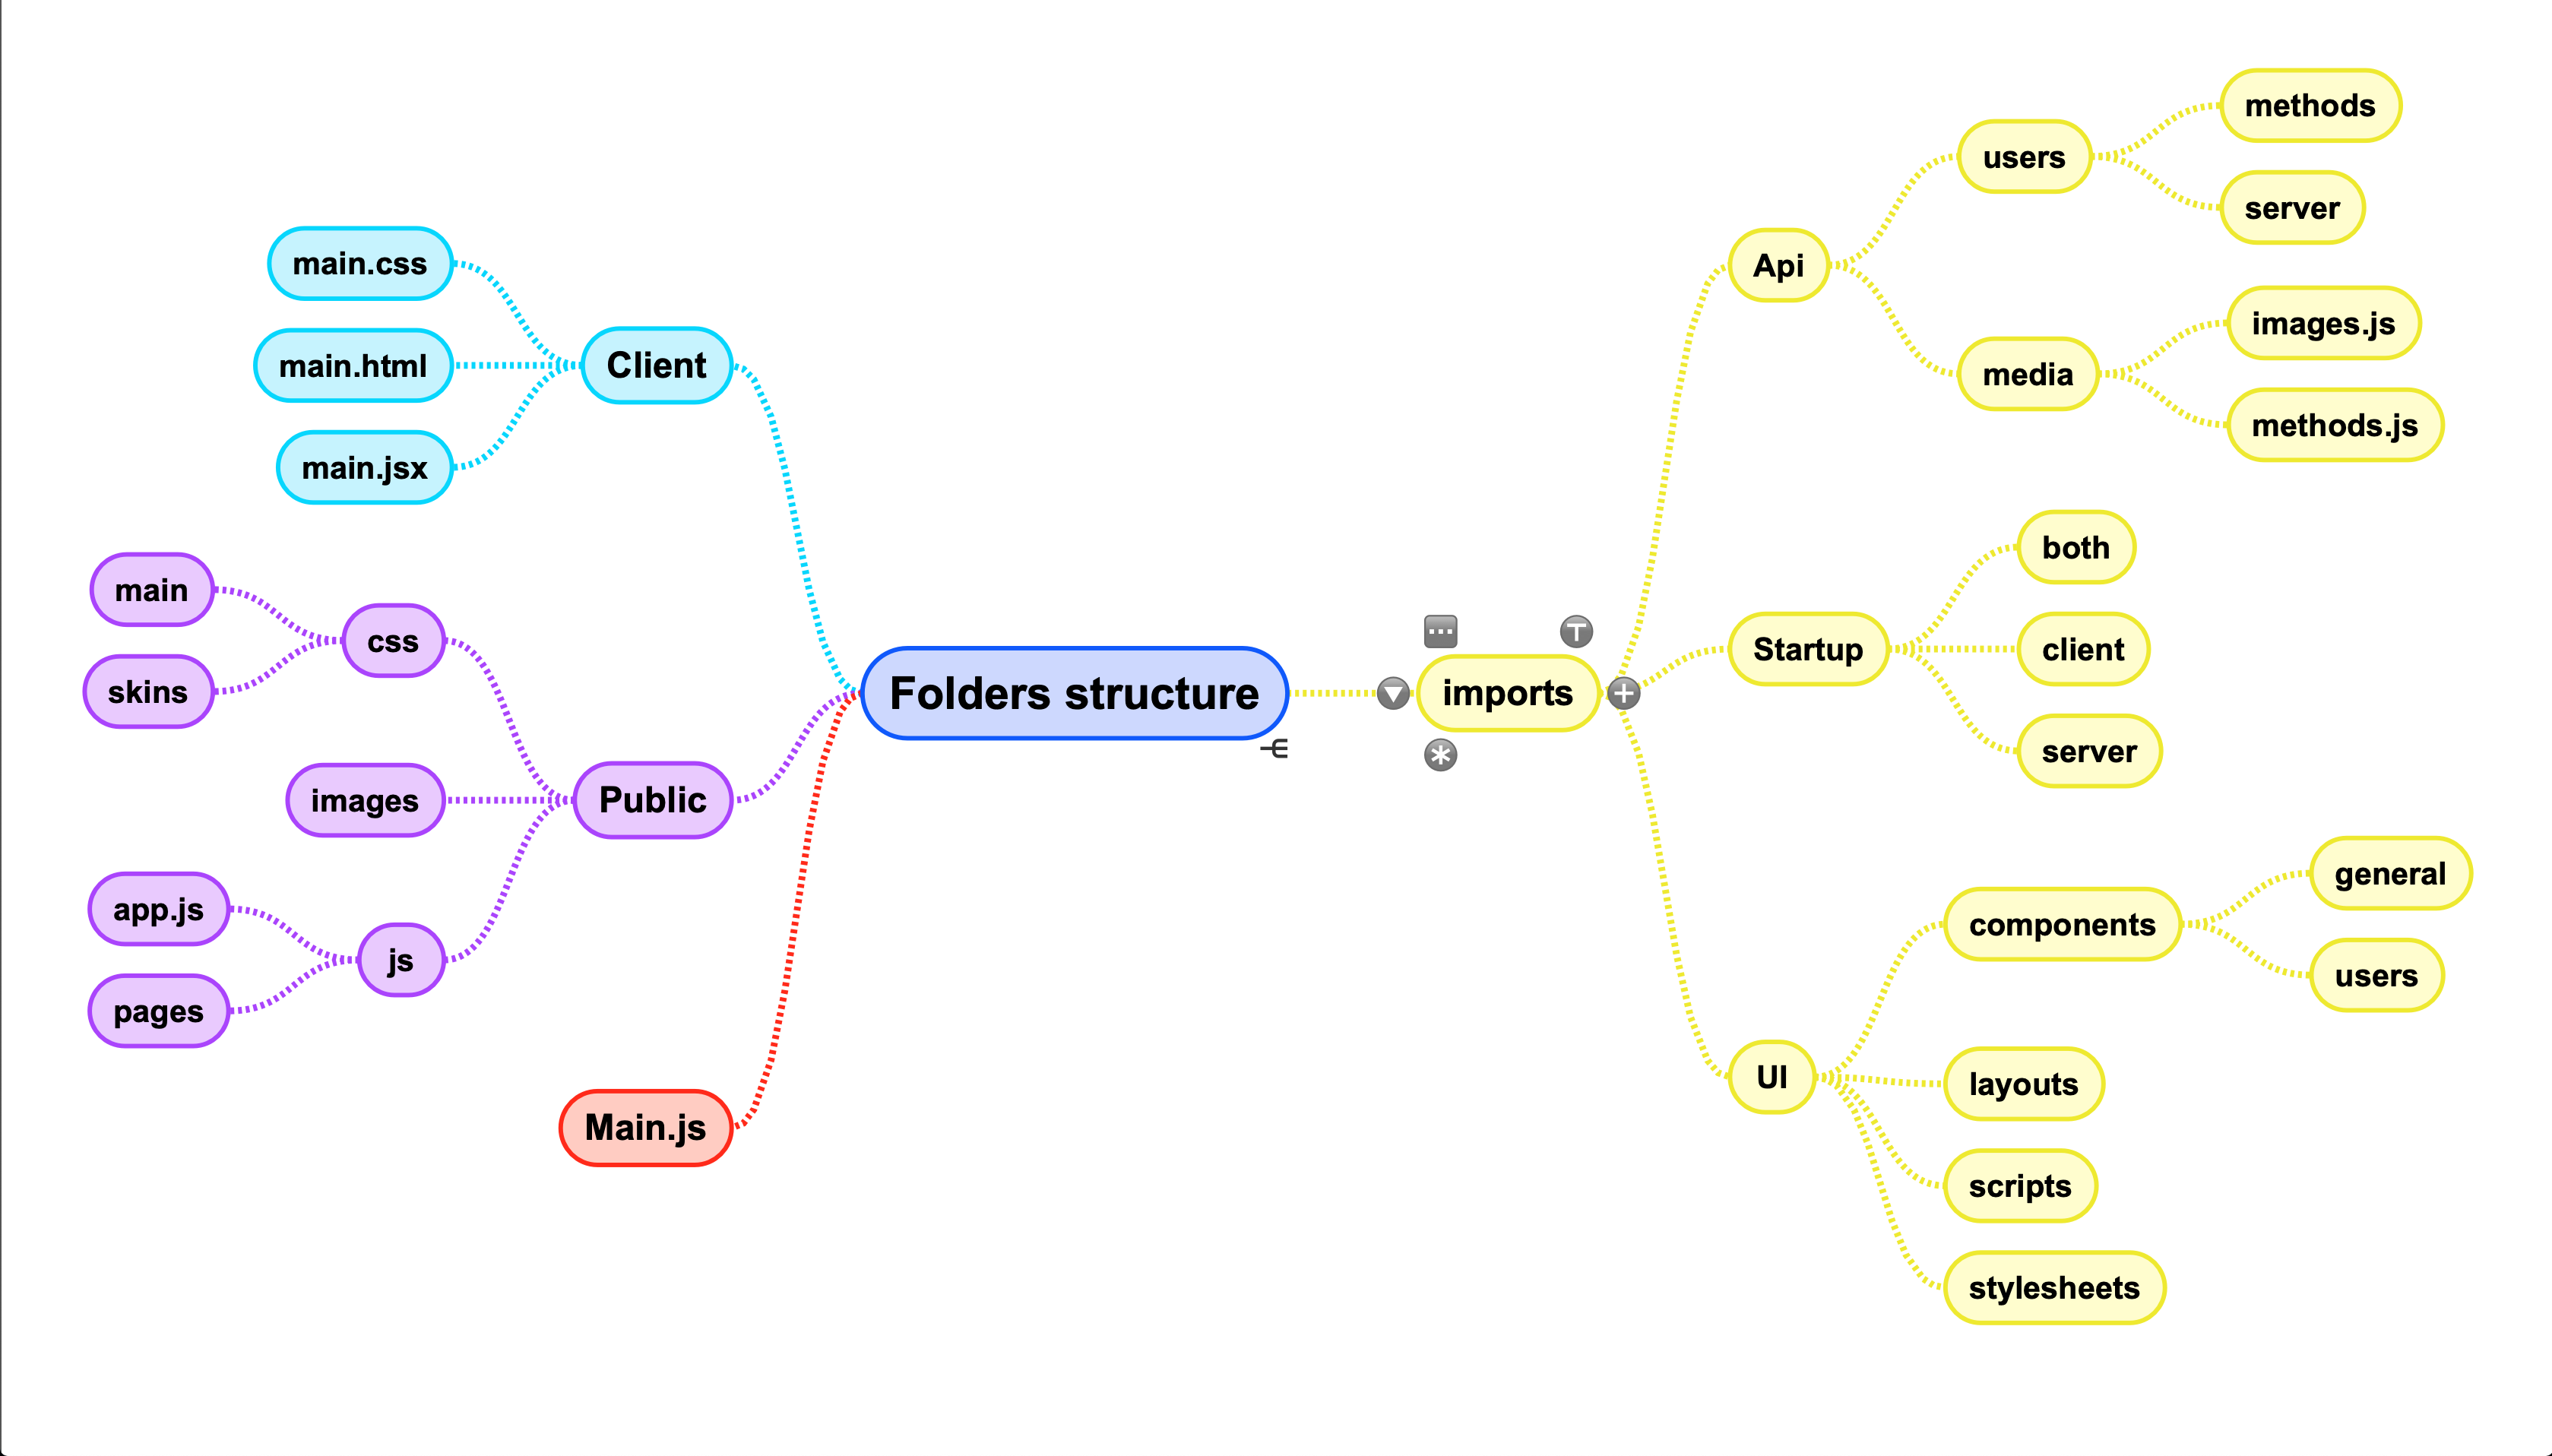 Folders structure
Client
main.css
main.html
main.jsx
Public
css
main
skins
images
js
app.js
pages
Main.js
imports
Api
users
methods
server
media
images.js
methods.js
Startup
both
client
server
UI
components
general
users
layouts
scripts
stylesheets